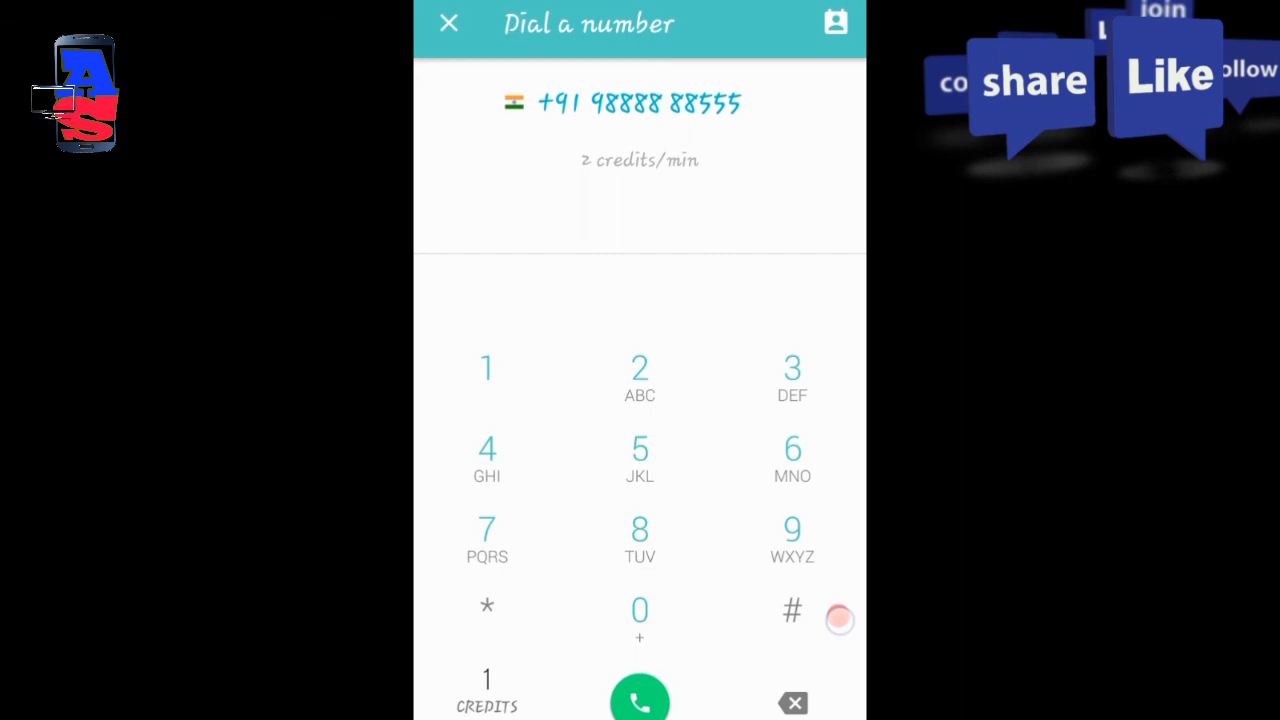 Dial a number
+91 98888 88555
2 credits/min
1
2
ABC
3
DEF
4
GHI
5
JKL
6
MNO
7
PQRS
8
TUV
9
WXYZ
*
0
+
#
1
CREDITS
A
S
join
L
co
share
Like
ollow